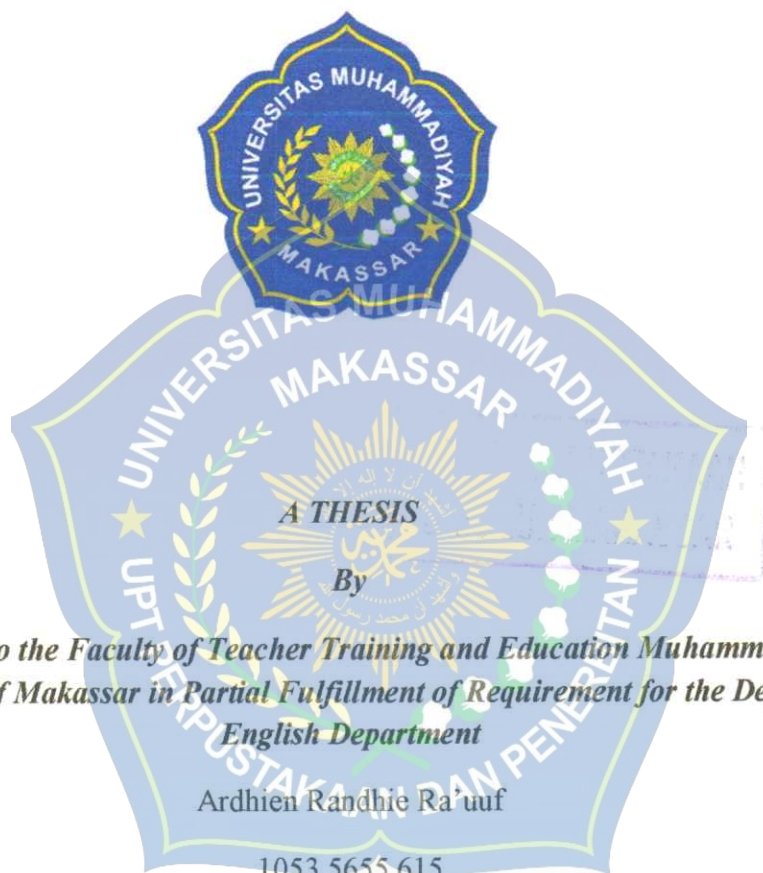 UNIVERSITAS MUHAMMADIYAH
MAKASSAR
UNIVERSITAS MUHAMMADIYAH
MAKASSAR
UPT PERPUSTAKAAN DAN PENERBITAN
A THESIS
By
o the Faculty of Teacher Training and Education Muhamm
f Makassar in Partial Fulfillment of Requirement for the De
English Department
Ardhien Randhie Ra'uuf
1053 5655 615